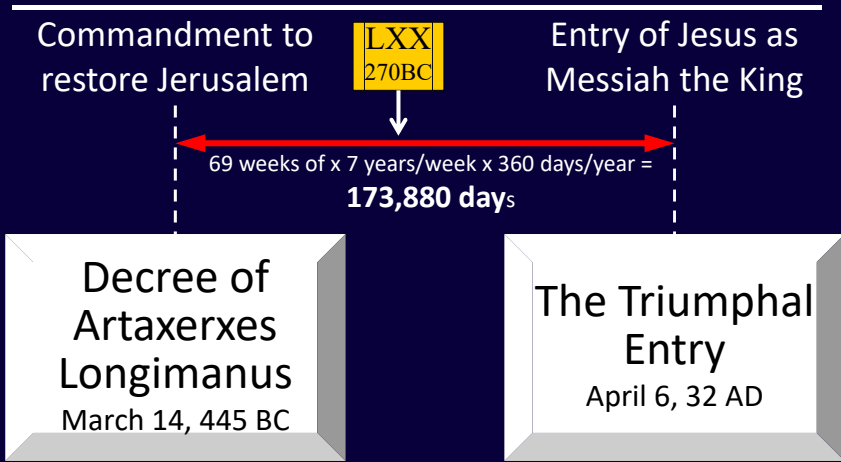 Commandment to
restore Jerusalem
LXX
270BC
Entry of Jesus as
Messiah the King
69 weeks of x 7 years/week x 360 days/year =
173,880 days
Decree of
Artaxerxes
Longimanus
March 14, 445 BC
The Triumphal
Entry
April 6, 32 AD